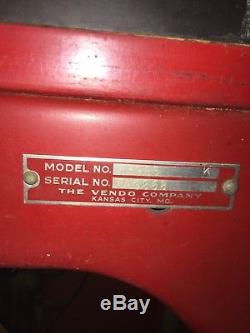 MODEL NO. K
SERIAL NO.
THE VENDO COMPANY
KANSAS CITY, MO.